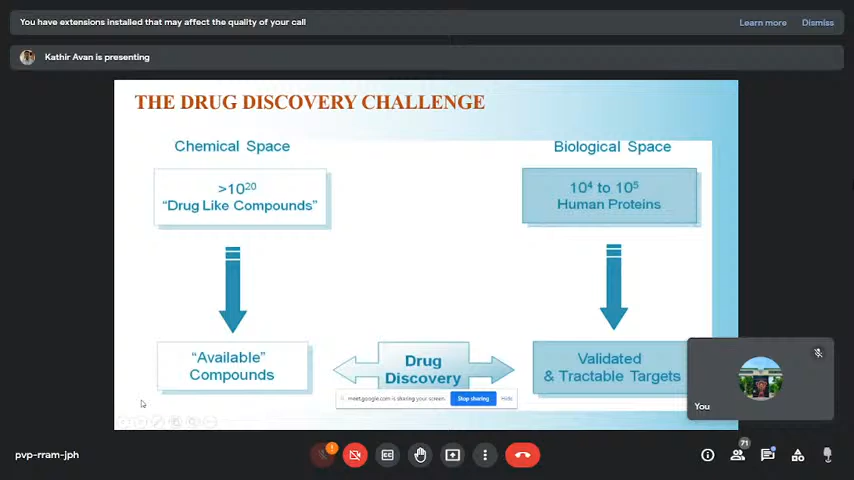 You have extensions installed that may affect the quality of your call
Learn more
Dismiss
Kathir Avan is presenting
THE DRUG DISCOVERY CHALLENGE
Chemical Space
Biological Space
>10²⁰
“Drug Like Compounds”
10⁴ to 10⁵
Human Proteins
“Available”
Compounds
Drug
Discovery
Validated
& Tractable Targets
meet.google.com is sharing your screen.
Stop sharing
Hide
You
pvp-rram-jph
1
71